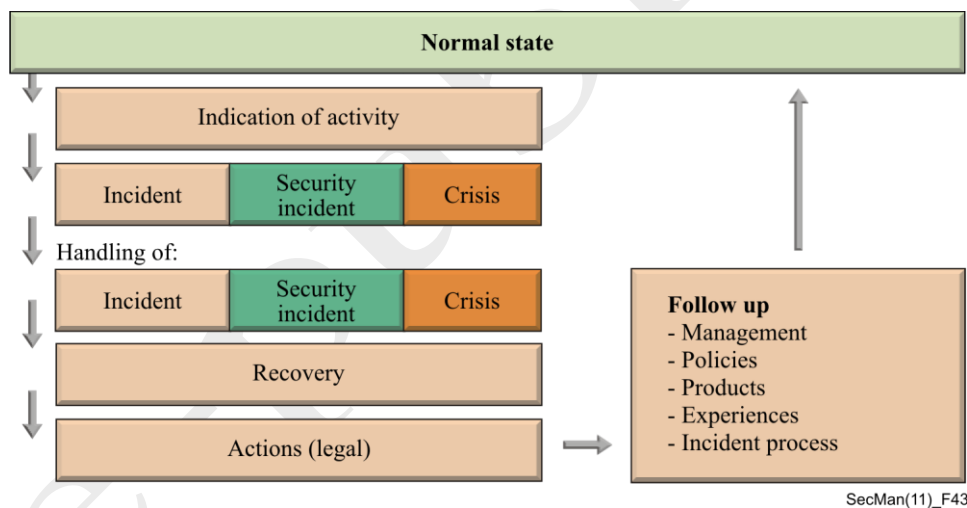 Normal state
Indication of activity
Incident
Security
incident
Crisis
Handling of:
Incident
Security
incident
Crisis
Recovery
Actions (legal)
Follow up
- Management
- Policies
- Products
- Experiences
- Incident process
SecMan(11)_F43